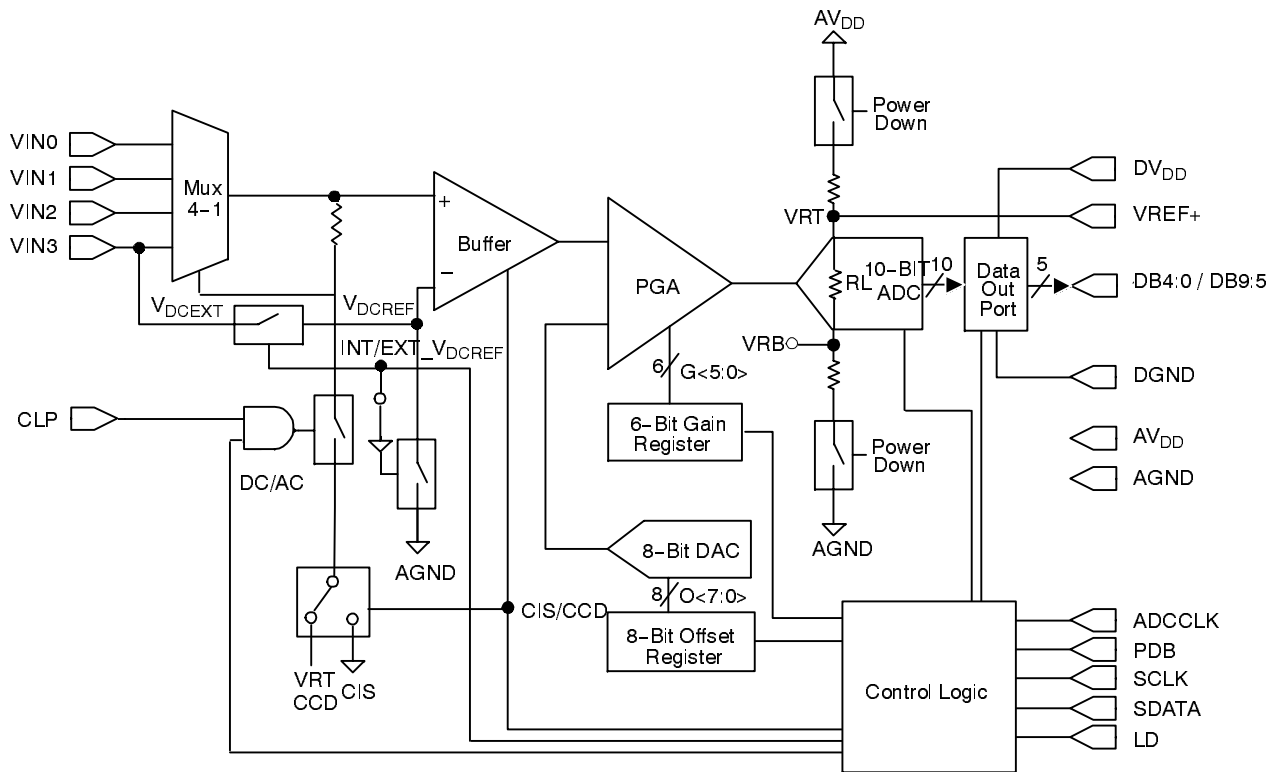 AVDD
Power
Down
VIN0
VIN1
VIN2
VIN3
Mux
4–1
+
–
Buffer
PGA
VRT
RL
10–BIT
ADC
10
Data
Out
Port
5
DVDD
VREF+
DB4:0 / DB9:5
DGND
AVDD
AGND
VDCEXT
VDCREF
INT/EXT_VDCREF
VRB
CLP
DC/AC
AGND
6
G<5:0>
6–Bit Gain
Register
Power
Down
AGND
8–Bit DAC
8
O<7:0>
8–Bit Offset
Register
CIS/CCD
VRT
CCD
CIS
Control Logic
ADCCLK
PDB
SCLK
SDATA
LD